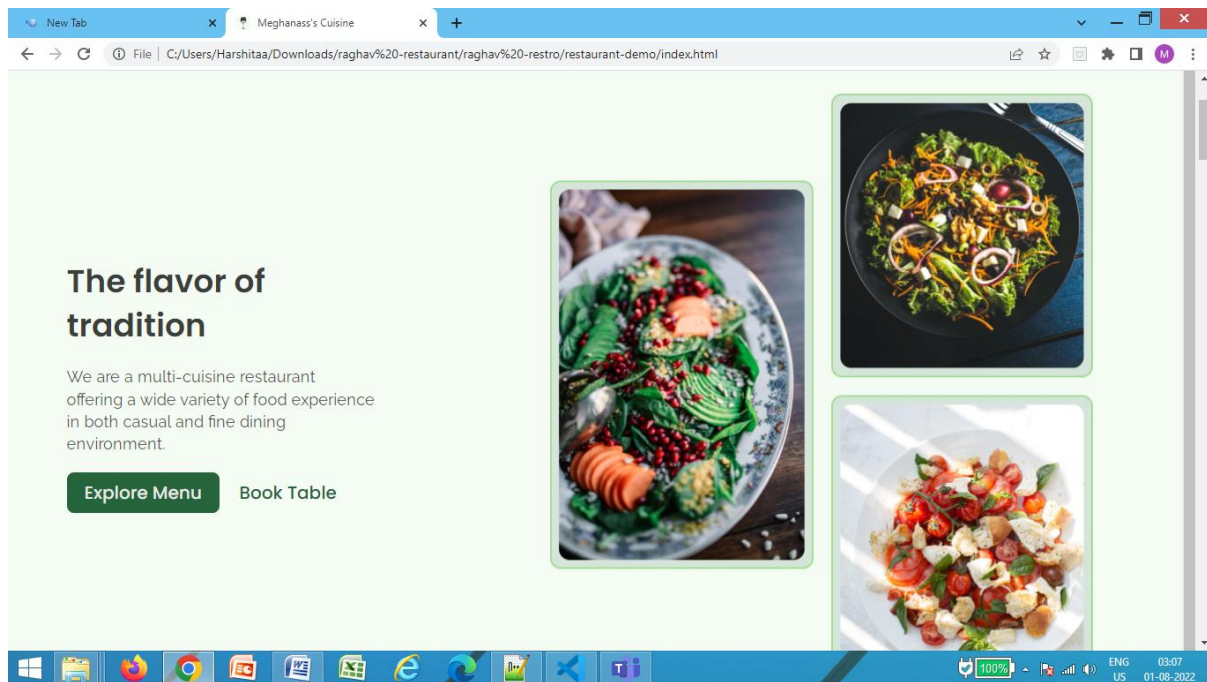 New Tab
Meghanass's Cuisine
File
C:/Users/Harshitaa/Downloads/raghav%20-restaurant/raghav%20-restro/restaurant-demo/index.html
M
The flavor of
tradition
We are a multi-cuisine restaurant
offering a wide variety of food experience
in both casual and fine dining
environment.
Explore Menu Book Table
100%
ENG 03:07
US 01-08-2022